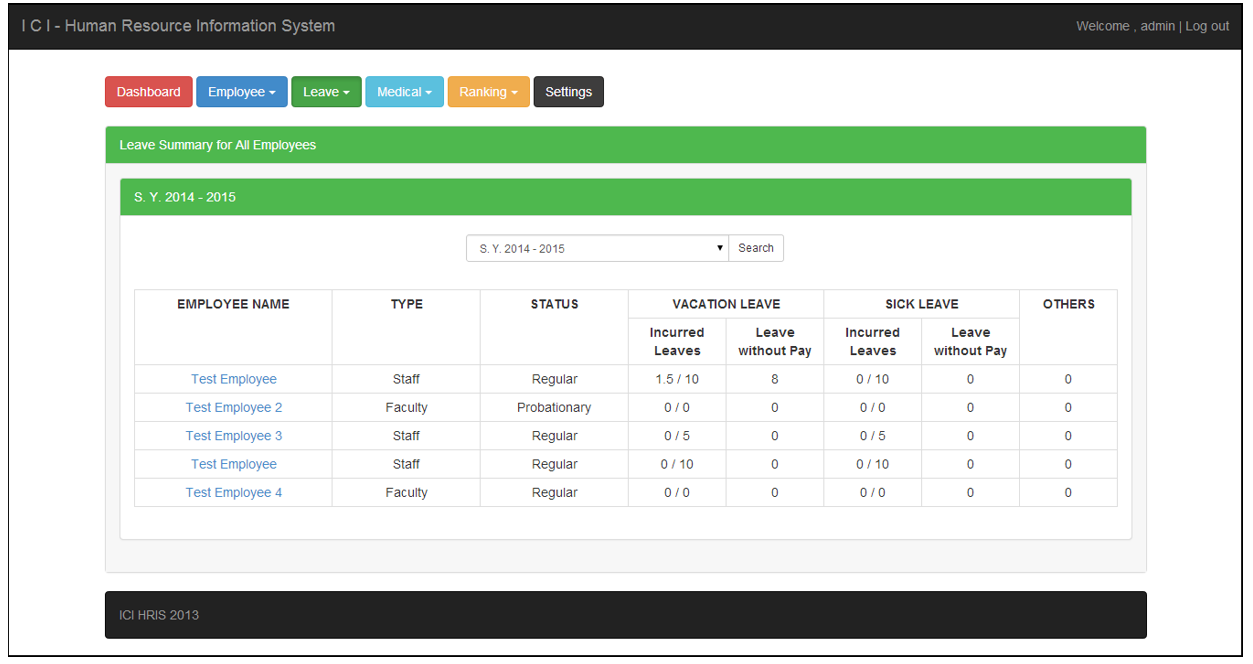 I C I - Human Resource Information System
Welcome , admin | Log out
Dashboard Employee Leave Medical Ranking Settings
Leave Summary for All Employees
S. Y. 2014 - 2015
S. Y. 2014 - 2015 Search
EMPLOYEE NAME TYPE STATUS VACATION LEAVE SICK LEAVE OTHERS
Incurred Leaves Leave without Pay Incurred Leaves Leave without Pay
Test Employee Staff Regular 1.5 / 10 8 0 / 10 0 0
Test Employee 2 Faculty Probationary 0 / 0 0 0 / 0 0 0
Test Employee 3 Staff Regular 0 / 5 0 0 / 5 0 0
Test Employee Staff Regular 0 / 10 0 0 / 10 0 0
Test Employee 4 Faculty Regular 0 / 0 0 0 / 0 0 0
ICI HRIS 2013